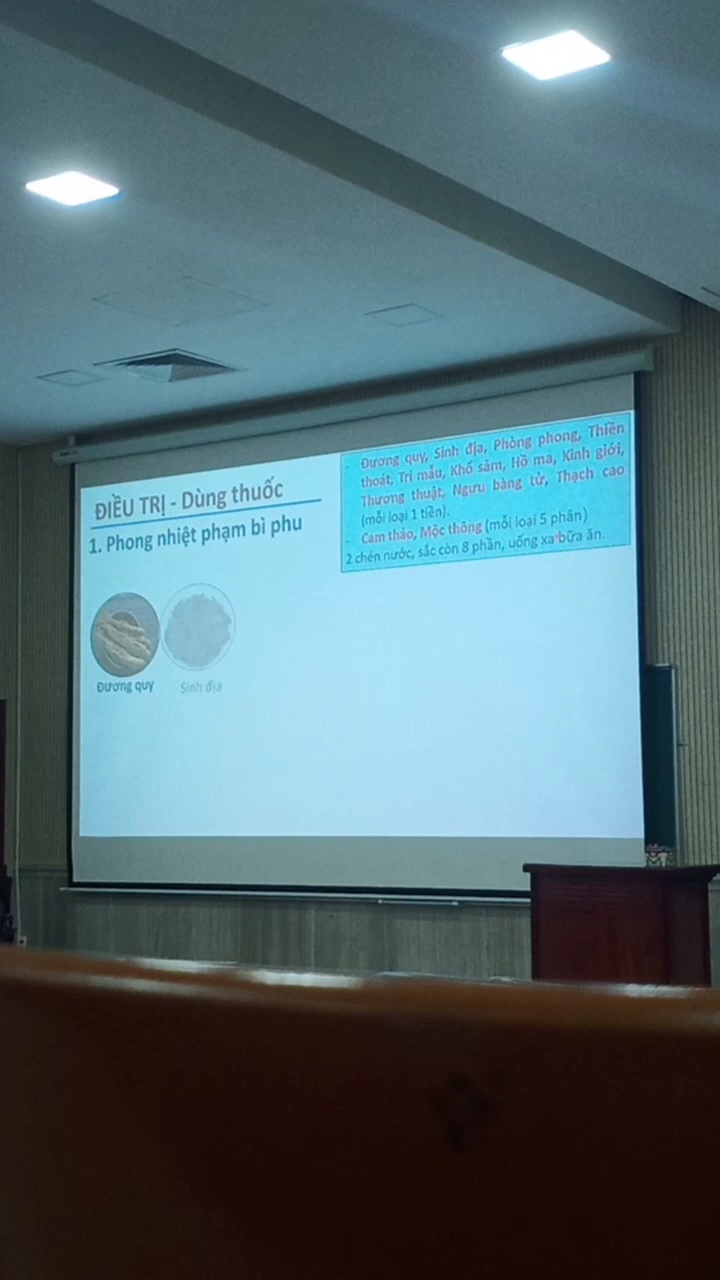 ĐIỀU TRỊ - Dùng thuốc
1. Phong nhiệt phạm bì phu
- Đương quy, Sinh địa, Phòng phong, Thiền
thoát, Tri mẫu, Khổ sâm, Hồ ma, Kinh giới,
Thương thuật, Ngưu bàng tử, Thạch cao
(mỗi loại 1 tiền).
- Cam thảo, Mộc thông (mỗi loại 5 phân)
2 chén nước, sắc còn 8 phần, uống xa bữa ăn.
Đương quy
Sinh địa